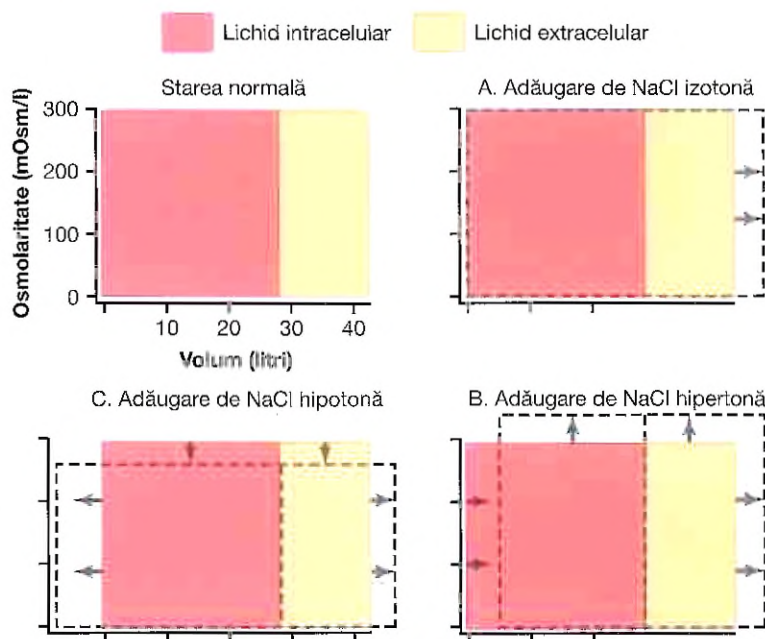 Lichid intracelular
Lichid extracelular
Starea normală
A. Adăugare de NaCl izotonă
Osmolaritate (mOsm/l)
300
200
100
0
10
20
30
40
Volum (litri)
C. Adăugare de NaCl hipotonă
B. Adăugare de NaCl hipertonă